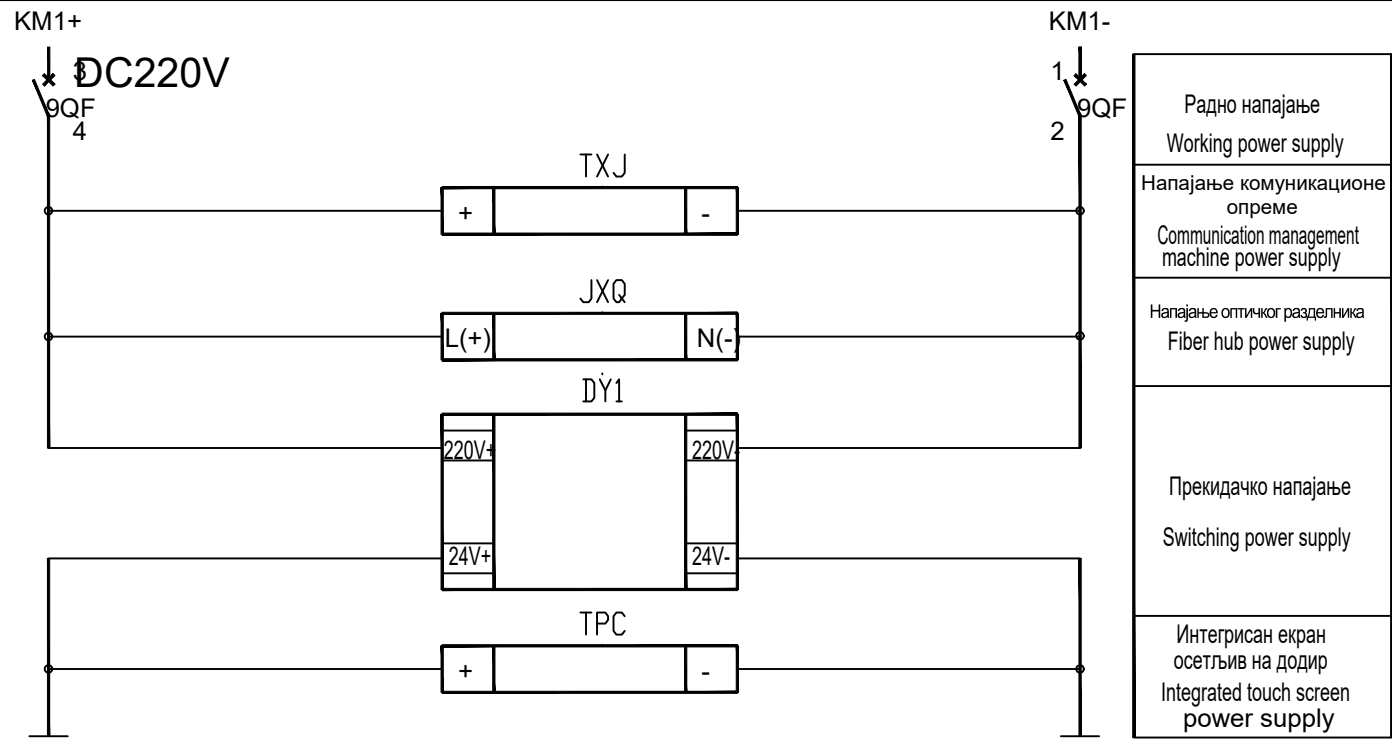 KM1+
KM1-
3
DC220V
9QF
4
1
9QF
2
TXJ
+
-
JXQ
L(+)
N(-)
DY1
220V+
220V-
24V+
24V-
TPC
+
-
Радно напајање
Working power supply
Напајање комуникационе
опреме
Communication management
machine power supply
Напајање оптичког разделника
Fiber hub power supply
Прекидачко напајање
Switching power supply
Интегрисан екран
осетљив на додир
Integrated touch screen
power supply